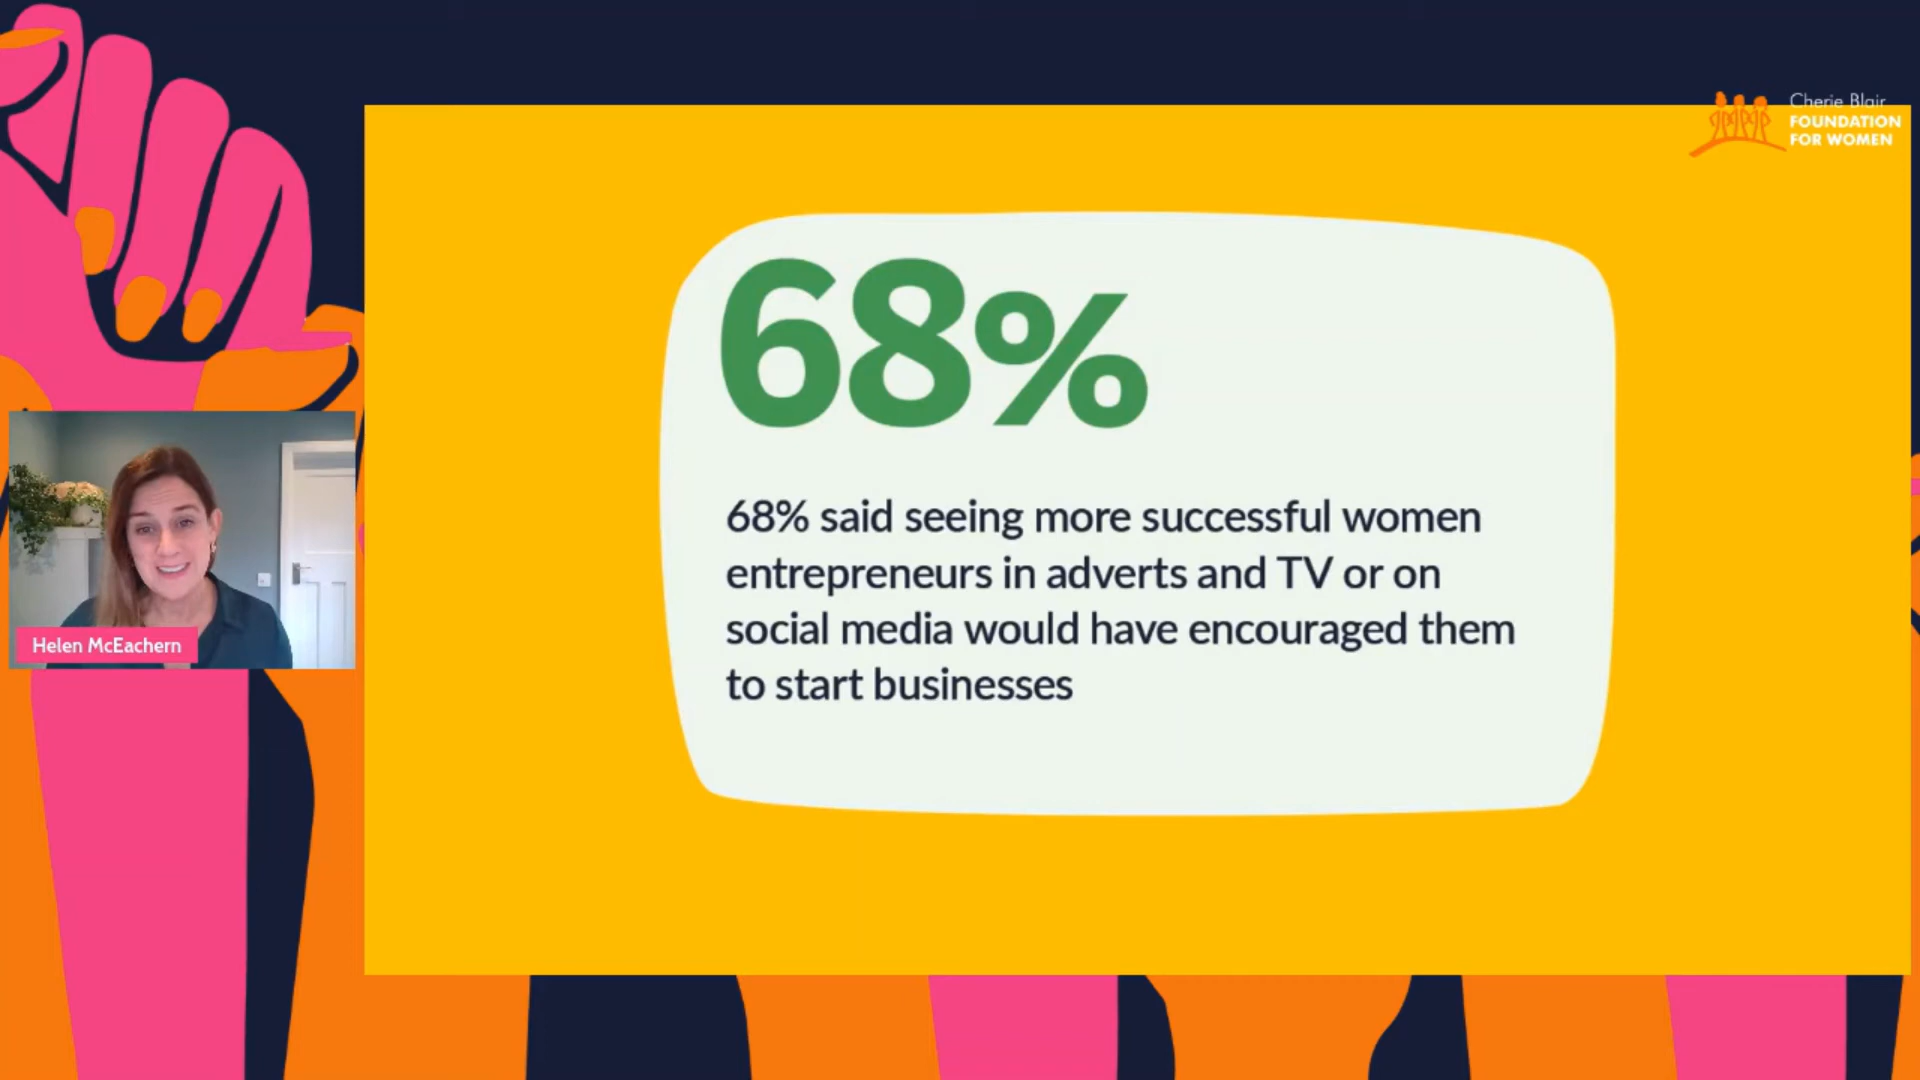 Cherie Blair
FOUNDATION
FOR WOMEN
68%
68% said seeing more successful women
entrepreneurs in adverts and TV or on
social media would have encouraged them
to start businesses
Helen McEachern